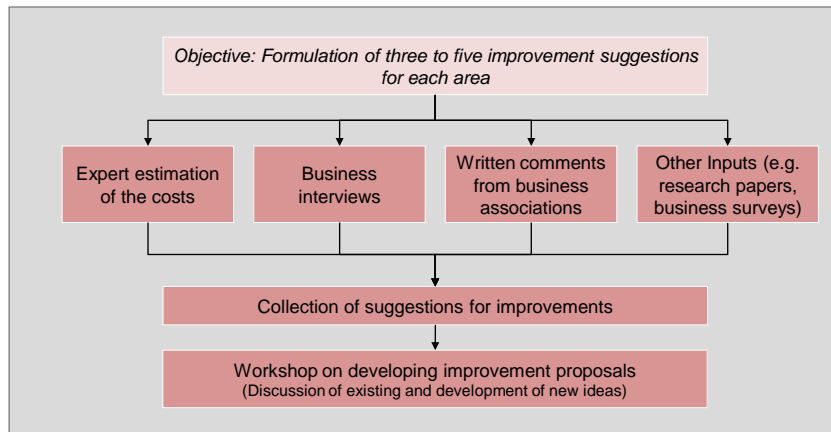 Objective: Formulation of three to five improvement suggestions
for each area
Expert estimation
of the costs
Business
interviews
Written comments
from business
associations
Other Inputs (e.g.
research papers,
business surveys)
Collection of suggestions for improvements
Workshop on developing improvement proposals
(Discussion of existing and development of new ideas)